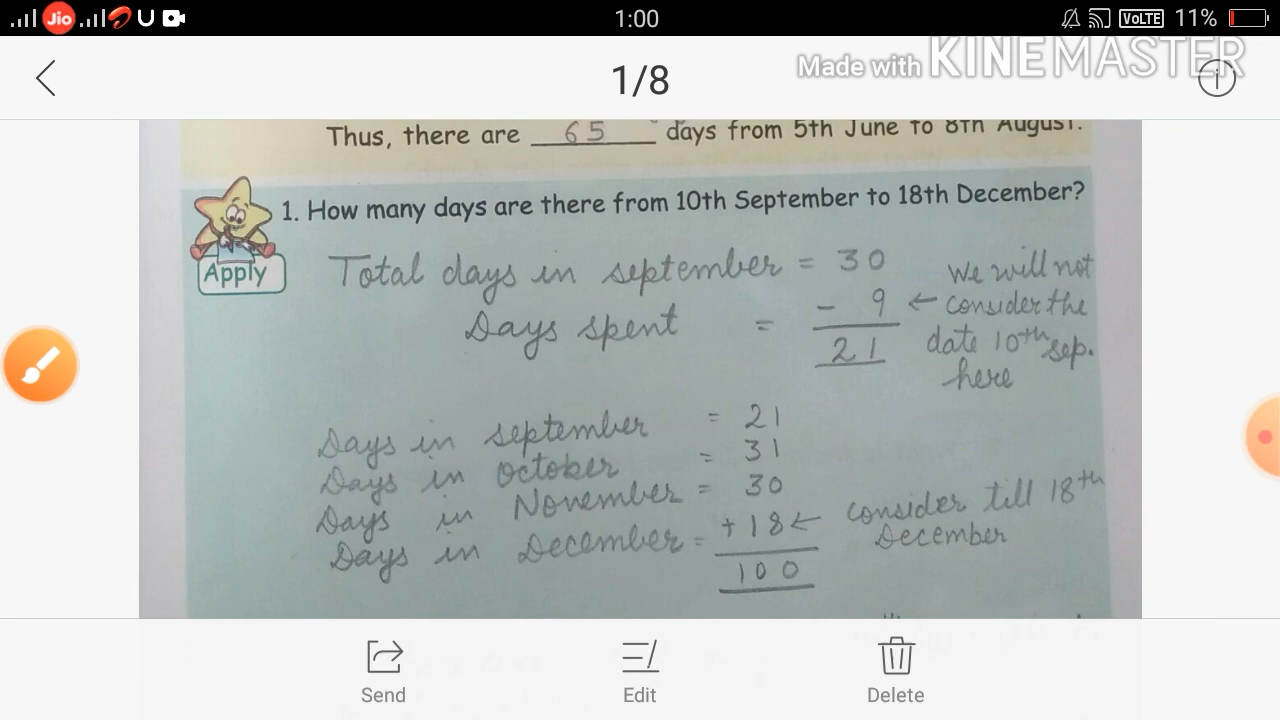 Jio
1:00
VoLTE 11%
Made with KINEMASTER
1/8
Thus, there are 65 days from 5th June to 8th August.
1. How many days are there from 10th September to 18th December?
Apply
Total days in september = 30
Days spent = - 9 ← We will not consider the date 10th sep. here
21
Days in september = 21
Days in October = 31
Days in November = 30
Days in December = +18 ← consider till 18th December
100
Send
Edit
Delete